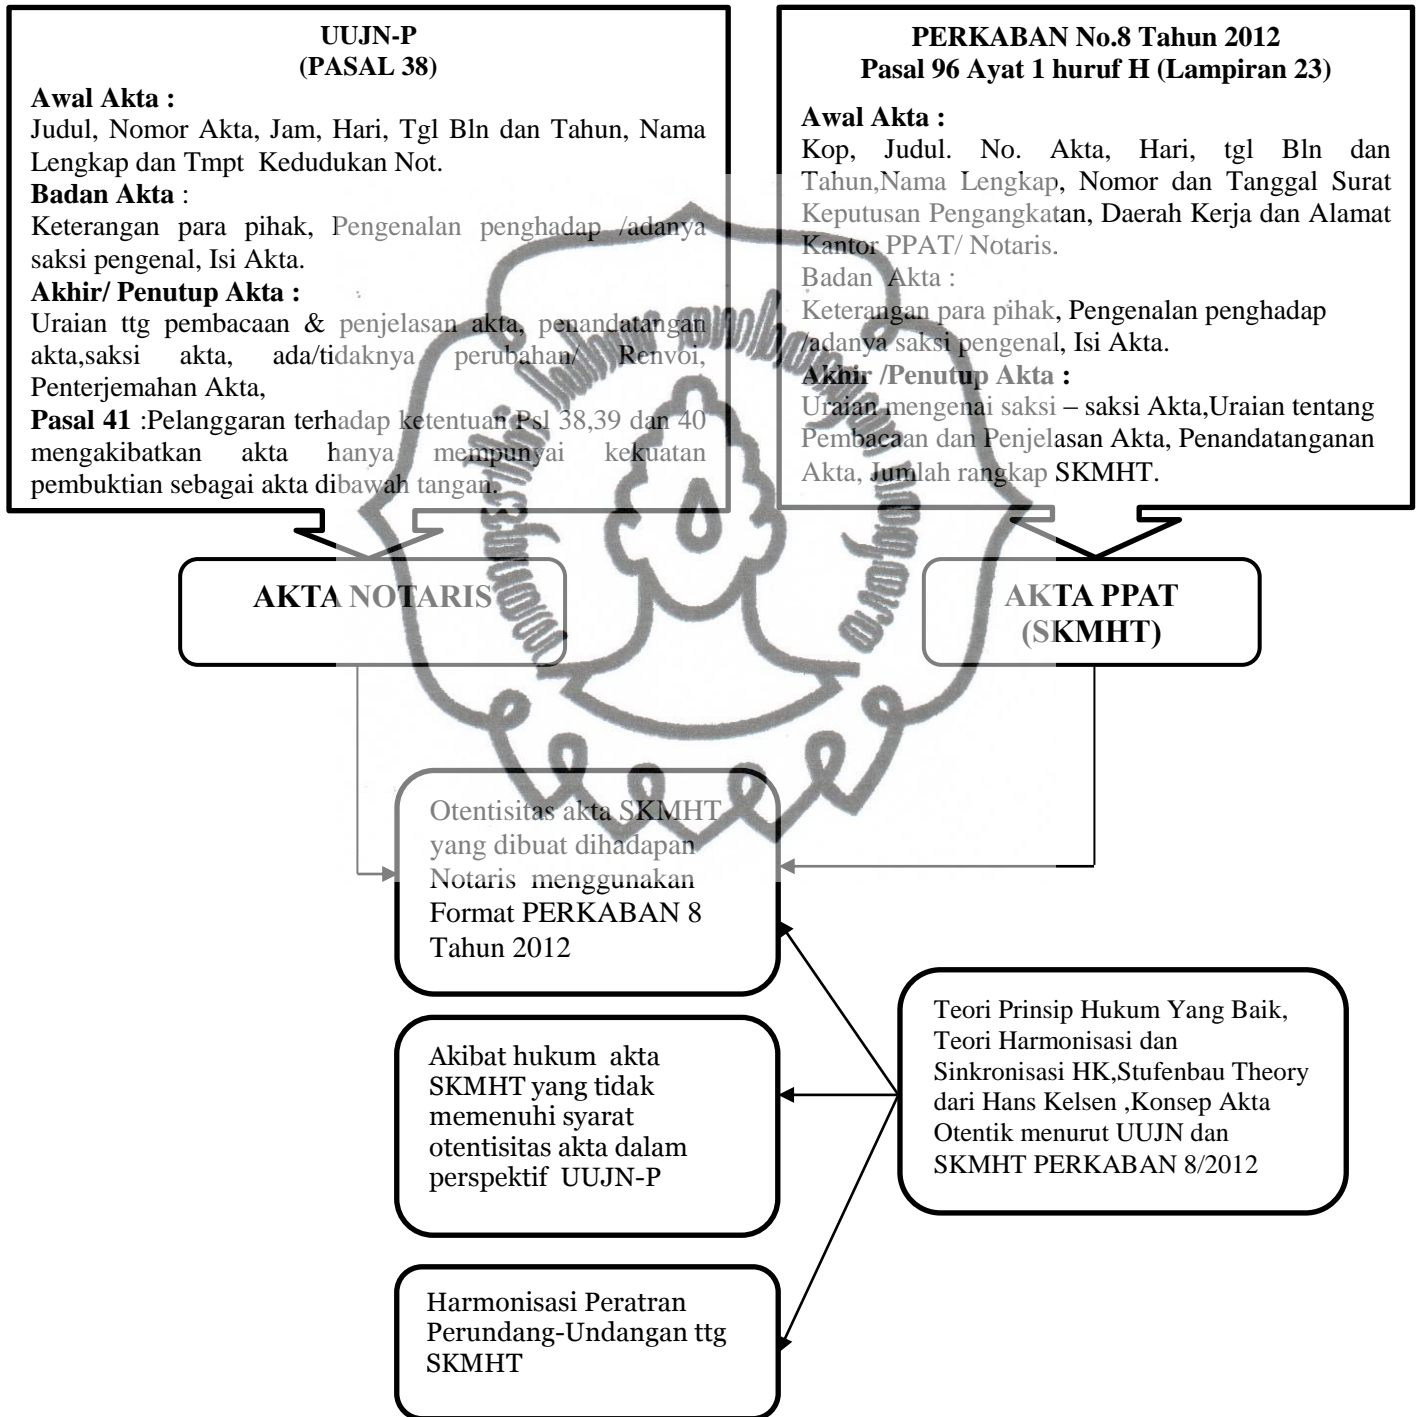 UUJN-P
(PASAL 38)
Awal Akta :
Judul, Nomor Akta, Jam, Hari, Tgl Bln dan Tahun, Nama
Lengkap dan Tmpt Kedudukan Not.
Badan Akta :
Keterangan para pihak, Pengenalan penghadap /adanya
saksi pengenal, Isi Akta.
Akhir/ Penutup Akta :
Uraian ttg pembacaan & penjelasan akta, penandatangan
akta,saksi akta, ada/tidaknya perubahan/ Renvoi,
Penterjemahan Akta,
Pasal 41 :Pelanggaran terhadap ketentuan Psl 38,39 dan 40
mengakibatkan akta hanya mempunyai kekuatan
pembuktian sebagai akta dibawah tangan.
PERKABAN No.8 Tahun 2012
Pasal 96 Ayat 1 huruf H (Lampiran 23)
Awal Akta :
Kop, Judul. No. Akta, Hari, tgl Bln dan
Tahun,Nama Lengkap, Nomor dan Tanggal Surat
Keputusan Pengangkatan, Daerah Kerja dan Alamat
Kantor PPAT/ Notaris.
Badan Akta :
Keterangan para pihak, Pengenalan penghadap
/adanya saksi pengenal, Isi Akta.
Akhir /Penutup Akta :
Uraian mengenai saksi – saksi Akta,Uraian tentang
Pembacaan dan Penjelasan Akta, Penandatanganan
Akta, Jumlah rangkap SKMHT.
AKTA NOTARIS
AKTA PPAT
(SKMHT)
Otentisitas akta SKMHT
yang dibuat dihadapan
Notaris menggunakan
Format PERKABAN 8
Tahun 2012
Akibat hukum akta
SKMHT yang tidak
memenuhi syarat
otentisitas akta dalam
perspektif UUJN-P
Harmonisasi Peratran
Perundang-Undangan ttg
SKMHT
Teori Prinsip Hukum Yang Baik,
Teori Harmonisasi dan
Sinkronisasi HK,Stufenbau Theory
dari Hans Kelsen ,Konsep Akta
Otentik menurut UUJN dan
SKMHT PERKABAN 8/2012